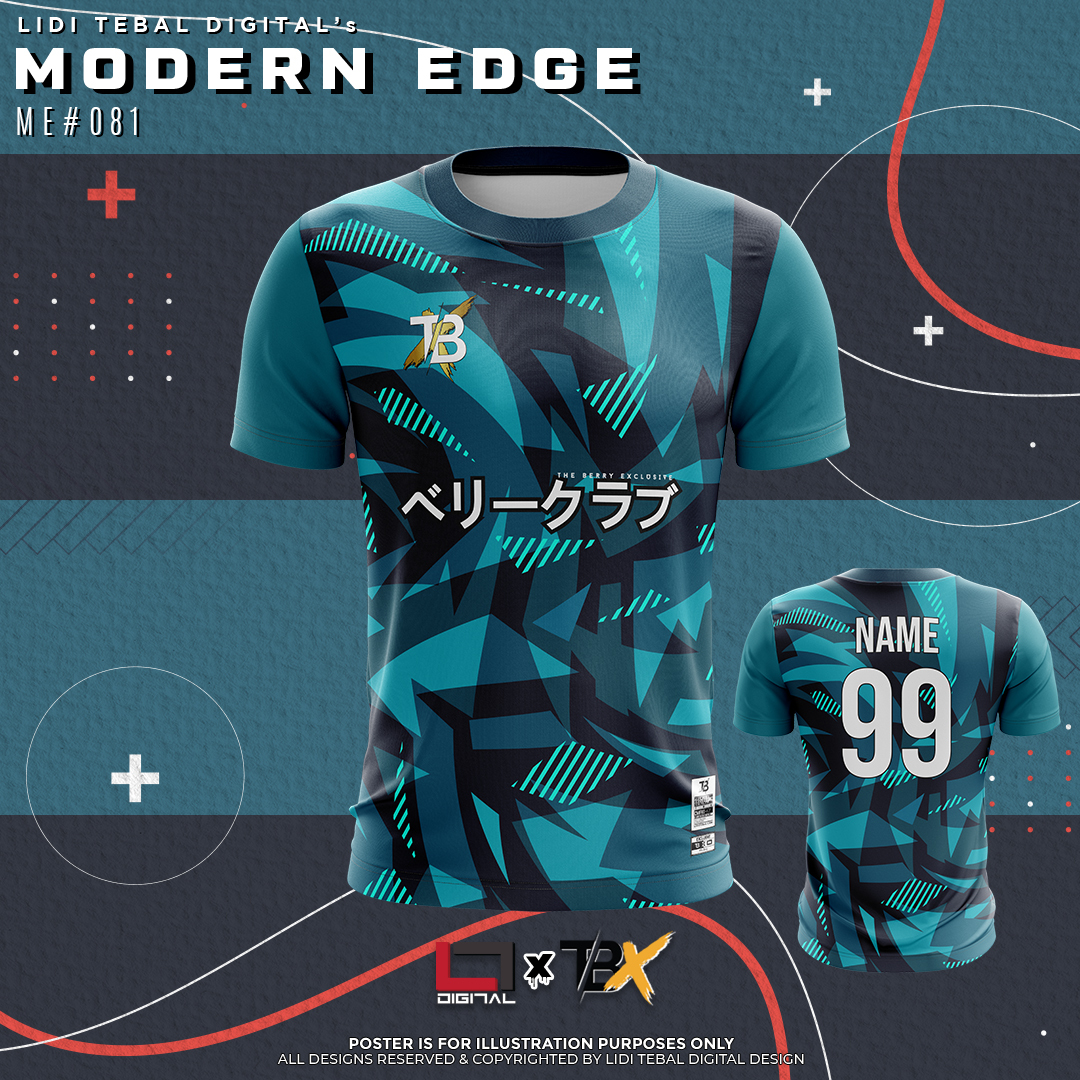 LIDI TEBAL DIGITAL's
MODERN EDGE
ME#081
TB
THE BERRY EXCLUSIVE
ベリークラブ
NAME
99
TB
DIGITAL X TBX
POSTER IS FOR ILLUSTRATION PURPOSES ONLY
ALL DESIGNS RESERVED & COPYRIGHTED BY LIDI TEBAL DIGITAL DESIGN